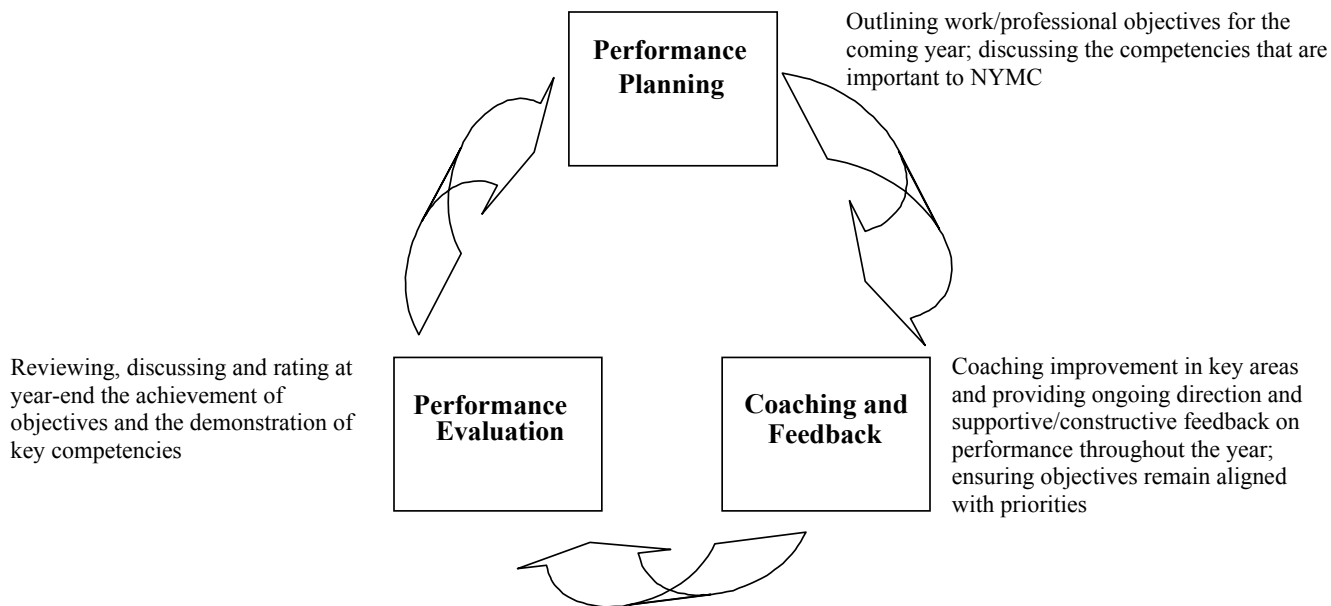 Performance
Planning
Outlining work/professional objectives for the
coming year; discussing the competencies that are
important to NYMC
Coaching and
Feedback
Coaching improvement in key areas
and providing ongoing direction and
supportive/constructive feedback on
performance throughout the year;
ensuring objectives remain aligned
with priorities
Performance
Evaluation
Reviewing, discussing and rating at
year-end the achievement of
objectives and the demonstration of
key competencies